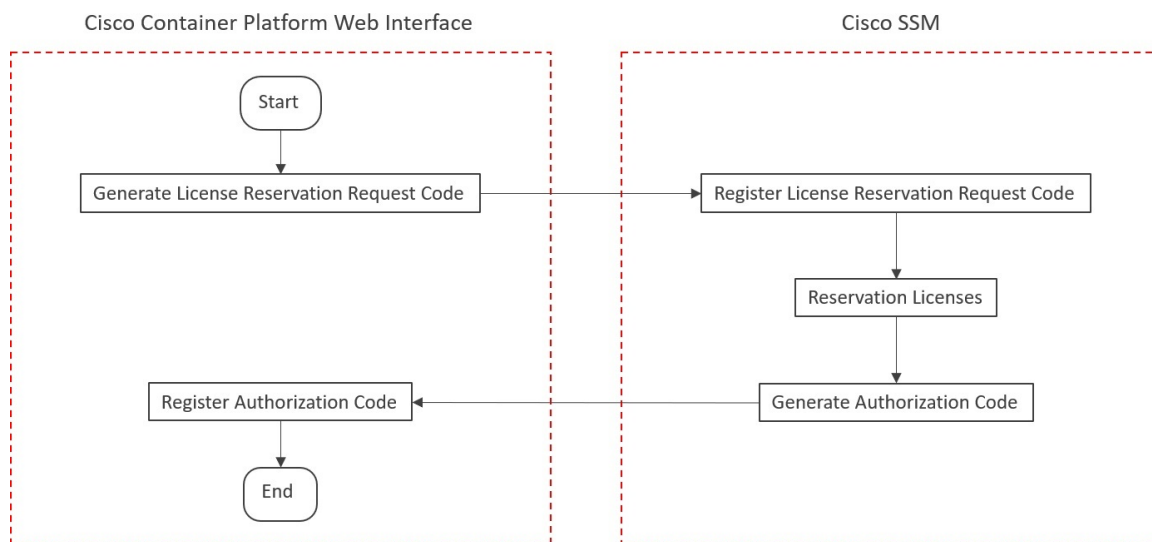 Cisco Container Platform Web Interface
Cisco SSM
Start
Generate License Reservation Request Code
Register License Reservation Request Code
Reservation Licenses
Register Authorization Code
Generate Authorization Code
End